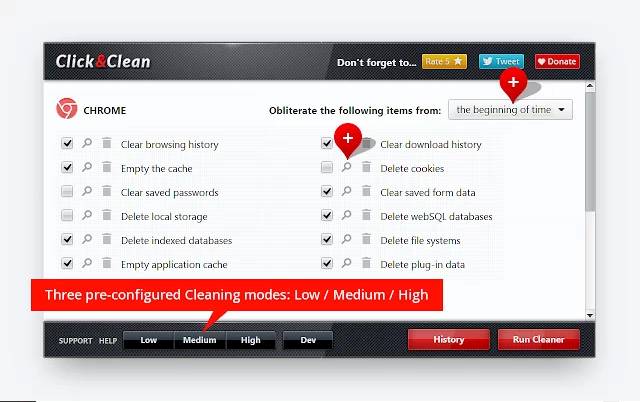 Click&Clean
Don't forget to... Rate 5 Tweet Donate
CHROME Obliterate the following items from: the beginning of time
Clear browsing history Clear download history
Empty the cache Delete cookies
Clear saved passwords Clear saved form data
Delete local storage Delete webSQL databases
Delete indexed databases Delete file systems
Empty application cache Delete plug-in data
Three pre-configured Cleaning modes: Low / Medium / High
SUPPORT HELP Low Medium High Dev History Run Cleaner